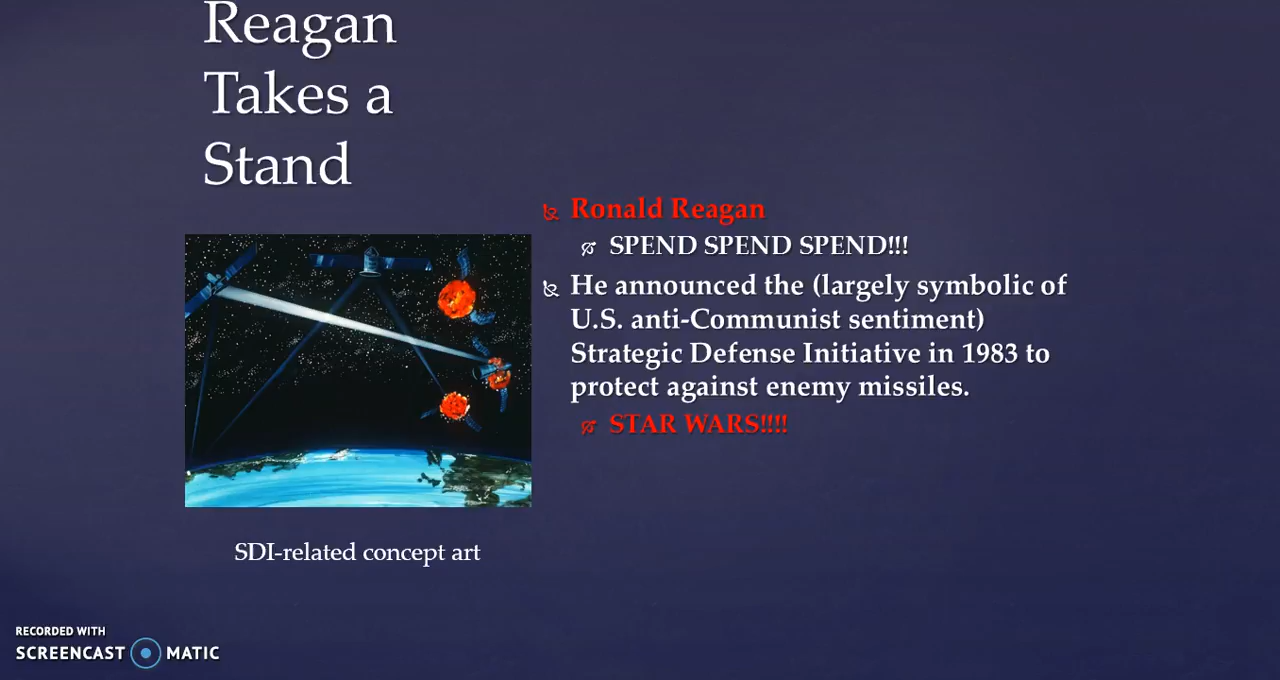 Reagan
Takes a
Stand
Ronald Reagan
SPEND SPEND SPEND!!!
He announced the (largely symbolic of
U.S. anti-Communist sentiment)
Strategic Defense Initiative in 1983 to
protect against enemy missiles.
STAR WARS!!!!
SDI-related concept art
RECORDED WITH
SCREENCAST MATIC